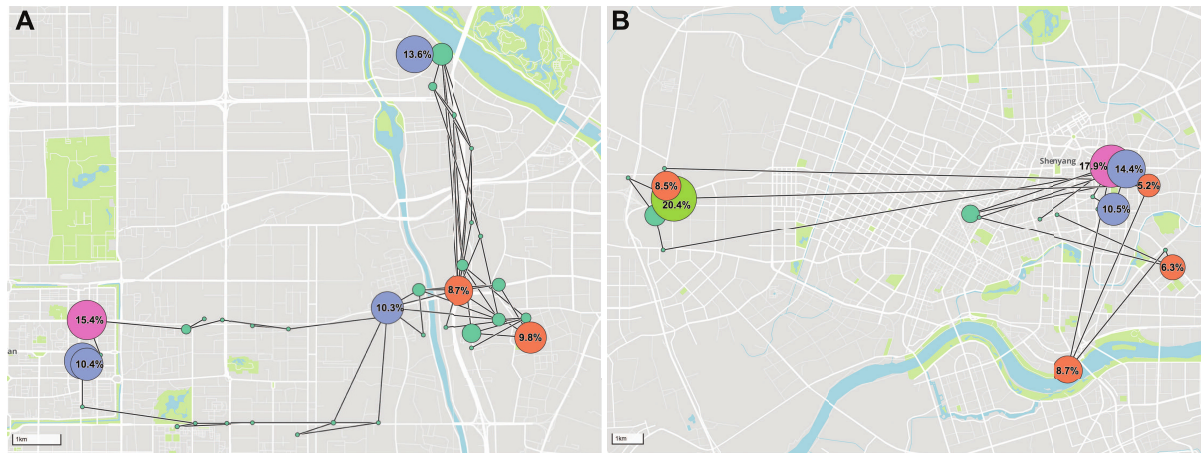 A
13.6%
8.7%
10.3%
15.4%
9.8%
10.4%
an
1km
B
Shenyang
17.9%
14.4%
8.5%
5.2%
20.4%
10.5%
6.3%
8.7%
1km